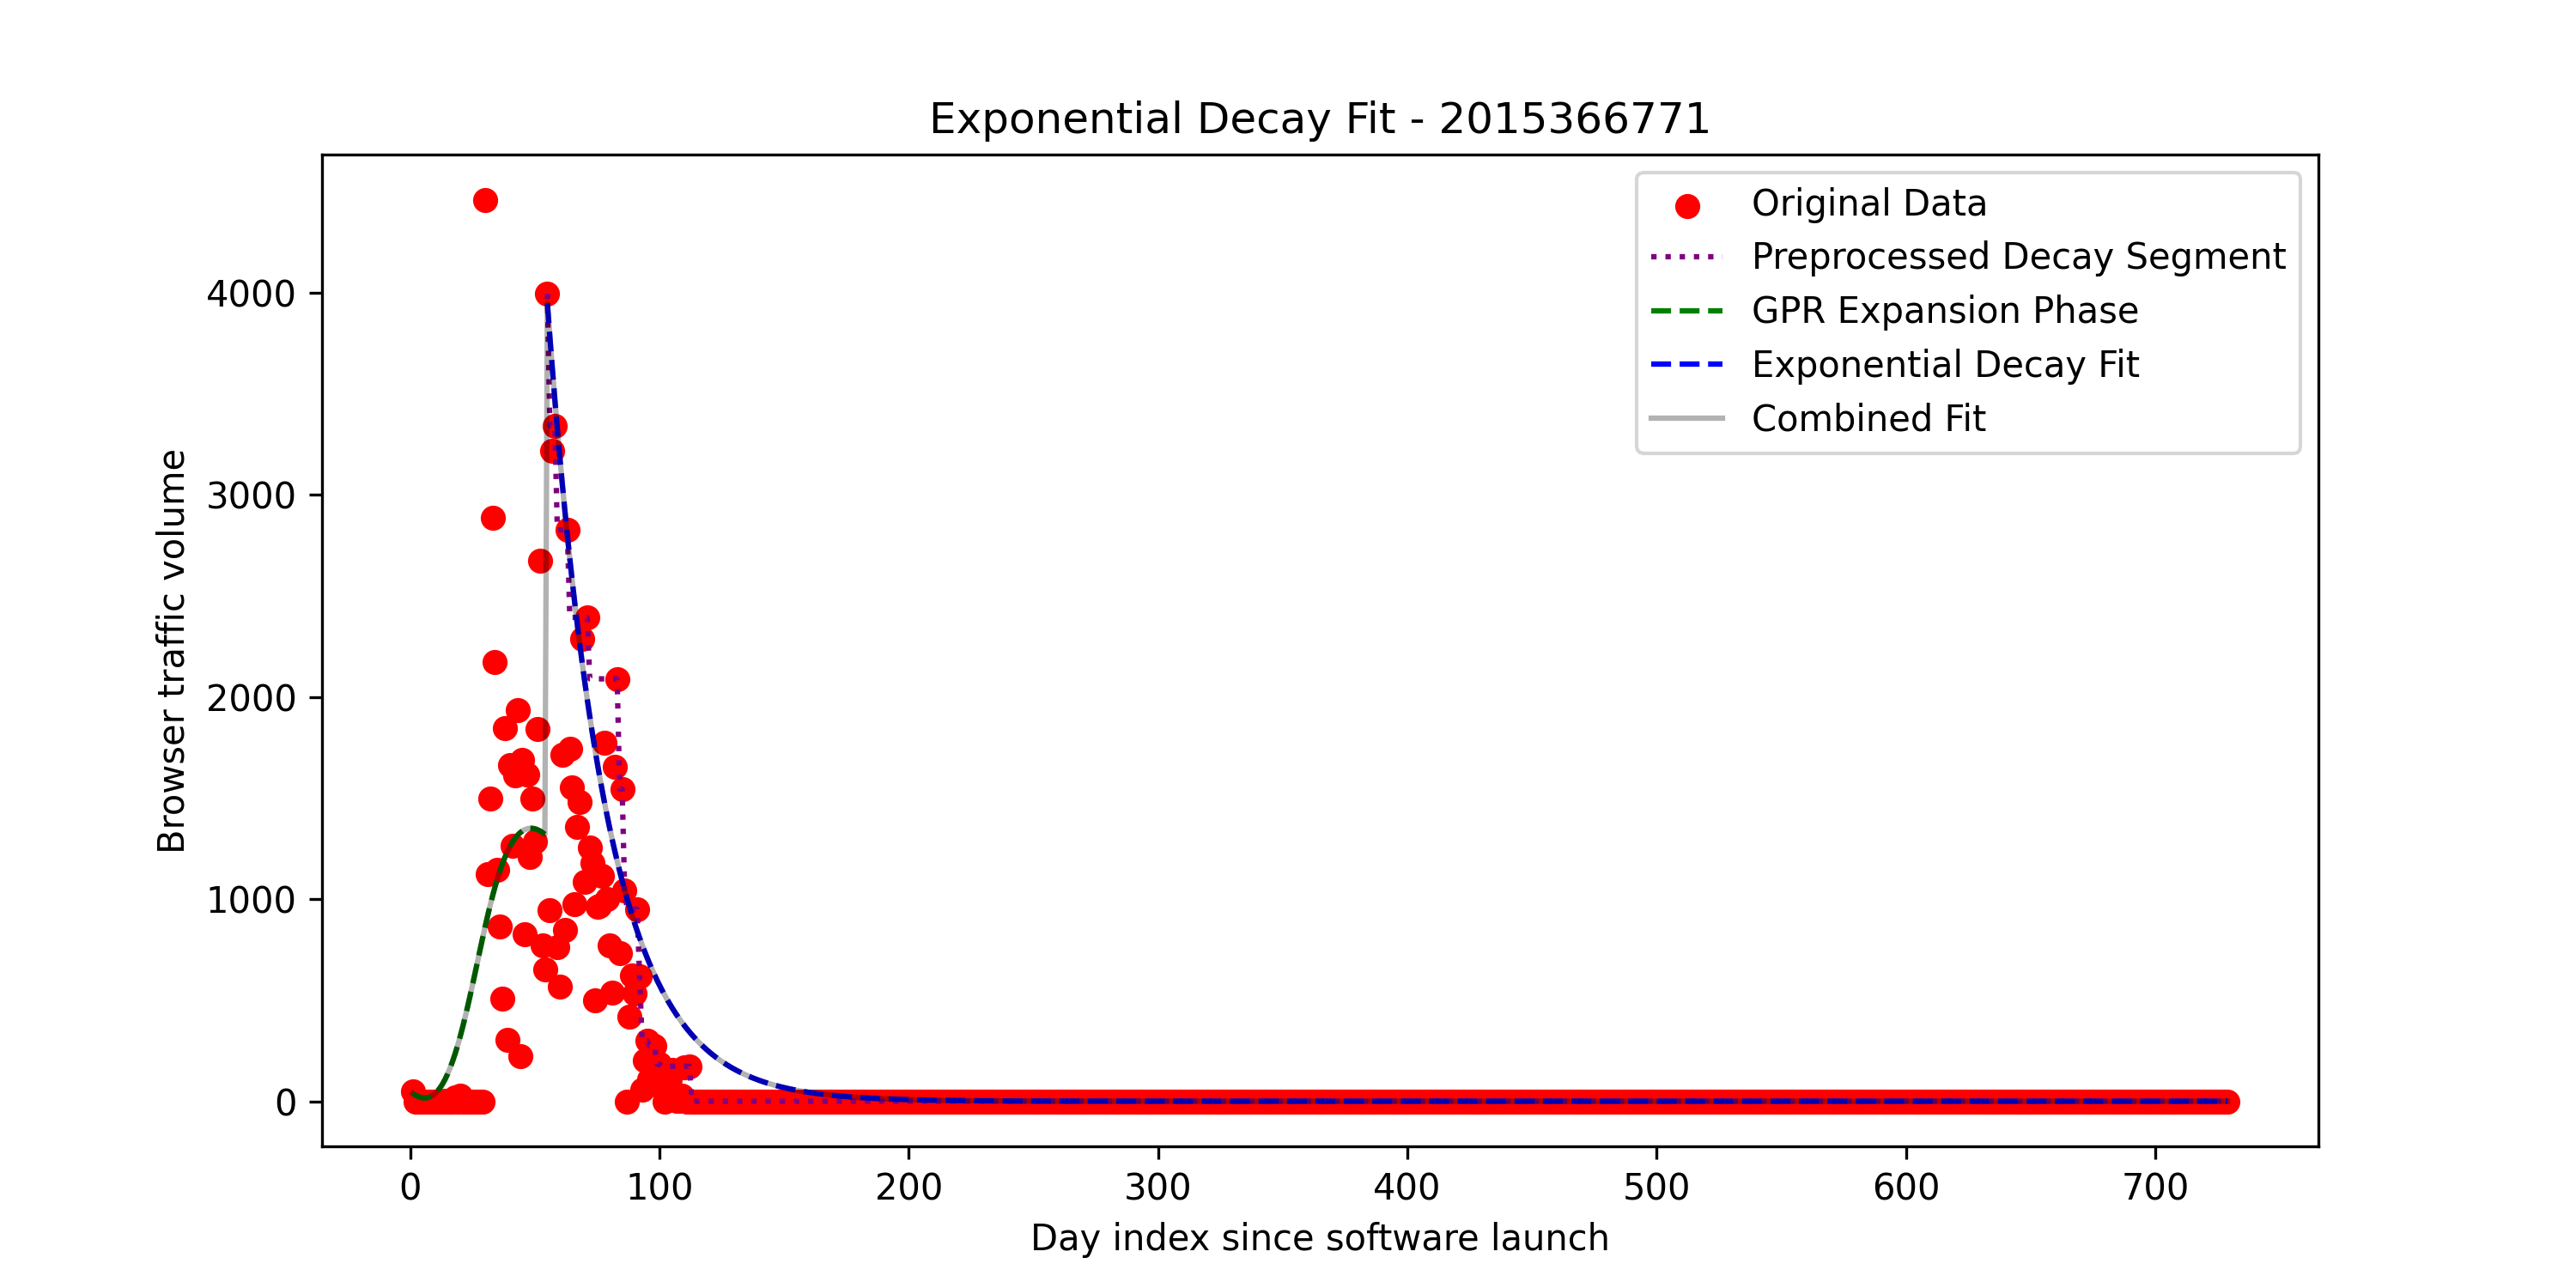 Exponential Decay Fit - 2015366771
Original Data
Preprocessed Decay Segment
GPR Expansion Phase
Exponential Decay Fit
Combined Fit
Browser traffic volume
4000
3000
2000
1000
0
0 100 200 300 400 500 600 700
Day index since software launch